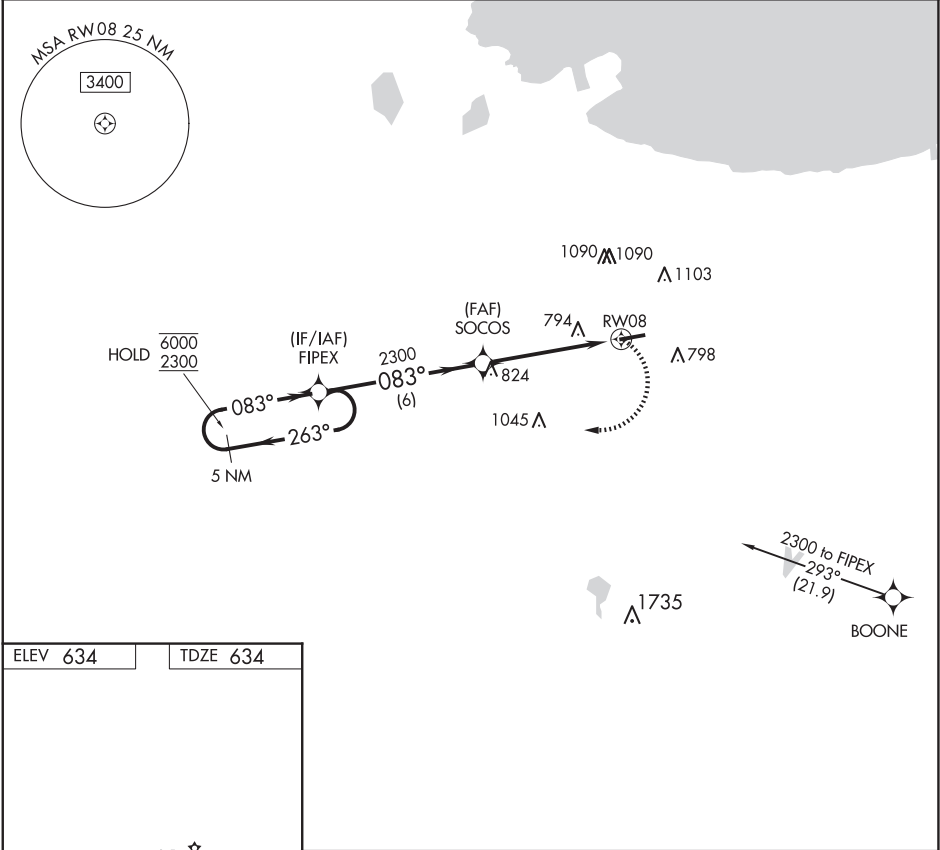 MSA RW08 25 NM
3400
1090 1090
1103
(FAF)
SOCOS
794
RW08
(IF/IAF)
FIPEX
HOLD 6000
2300
2300
083°
(6)
824
798
083°
263°
1045
5 NM
2300 to FIPEX
293°
(21.9)
BOONE
1735
ELEV 634
TDZE 634